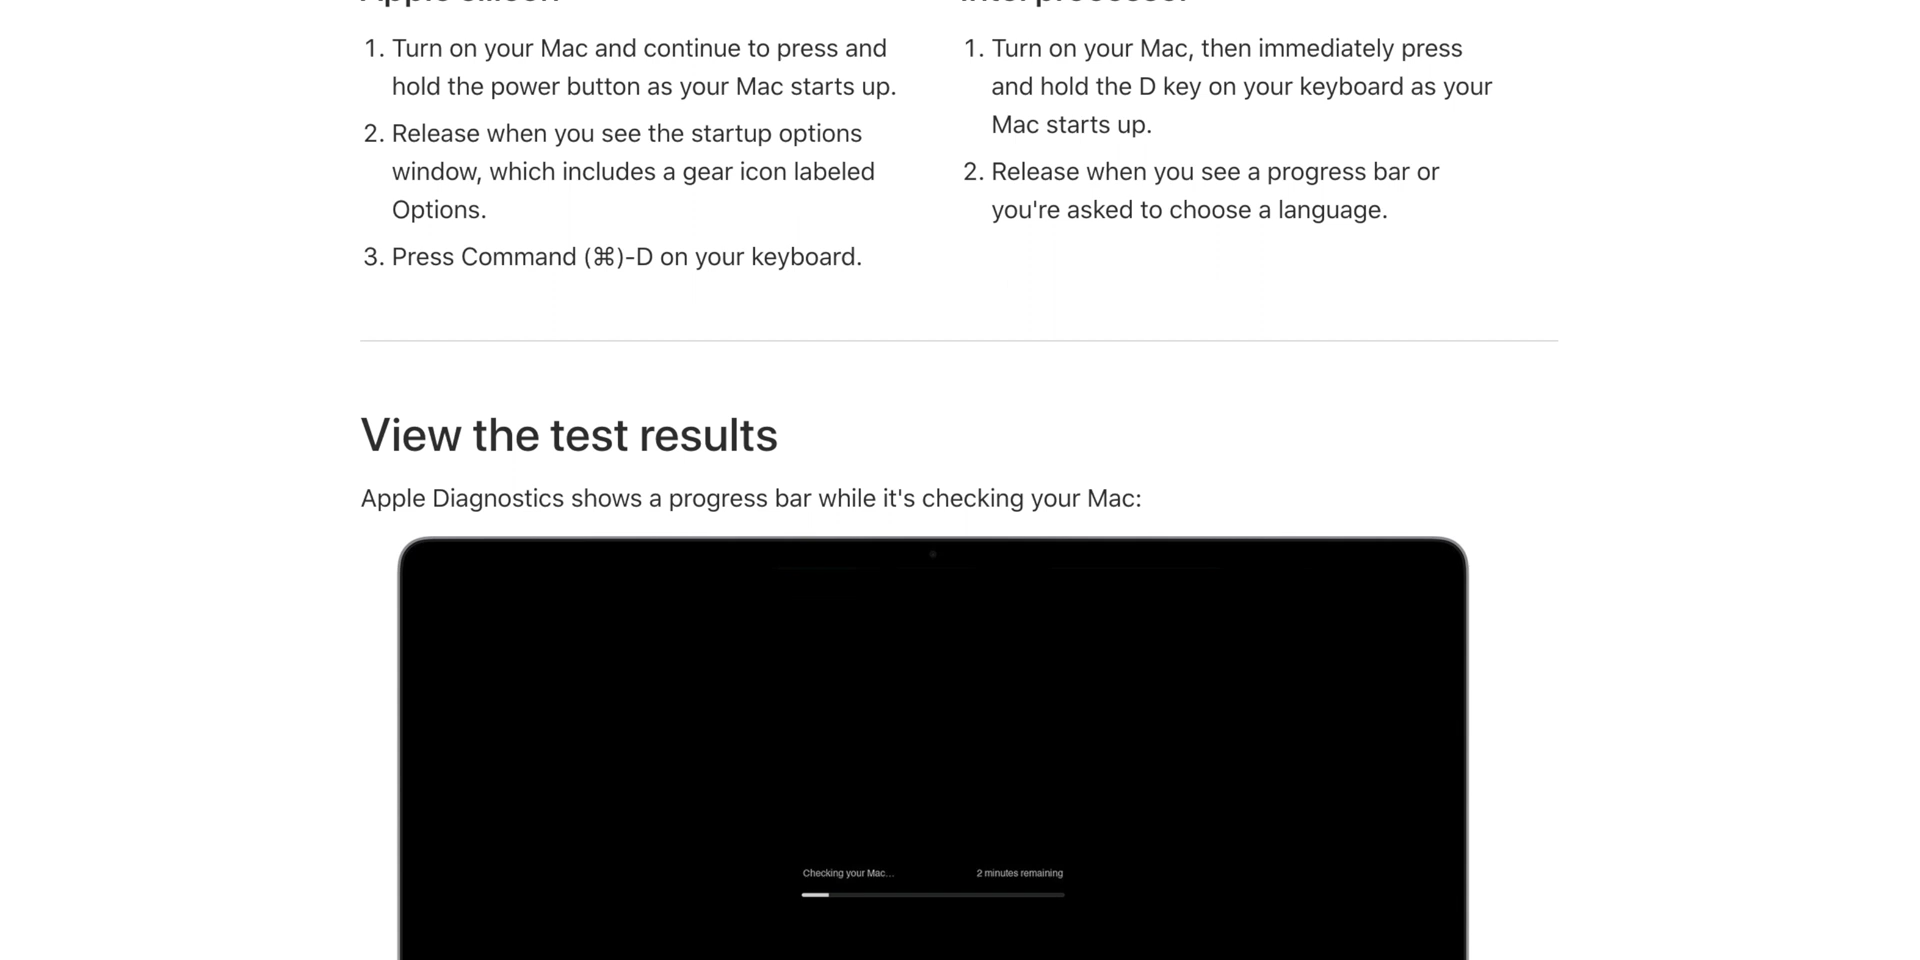 Apple silicon
1. Turn on your Mac and continue to press and
hold the power button as your Mac starts up.
2. Release when you see the startup options
window, which includes a gear icon labeled
Options.
3. Press Command (⌘)-D on your keyboard.
Intel processor
1. Turn on your Mac, then immediately press
and hold the D key on your keyboard as your
Mac starts up.
2. Release when you see a progress bar or
you're asked to choose a language.
View the test results
Apple Diagnostics shows a progress bar while it's checking your Mac:
Checking your Mac...
2 minutes remaining